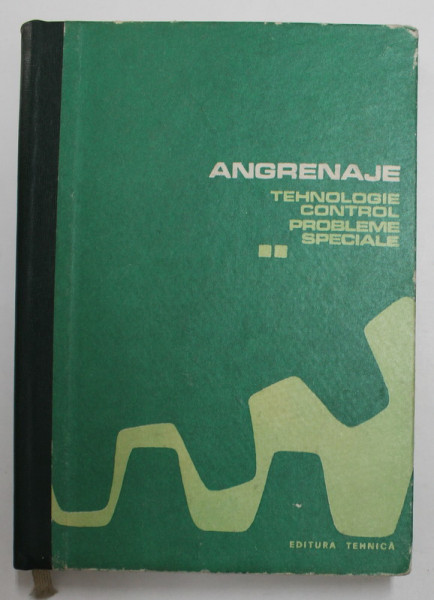 ANGRENAJE
TEHNOLOGIE
CONTROL
PROBLEME
SPECIALE
EDITURA TEHNICĂ